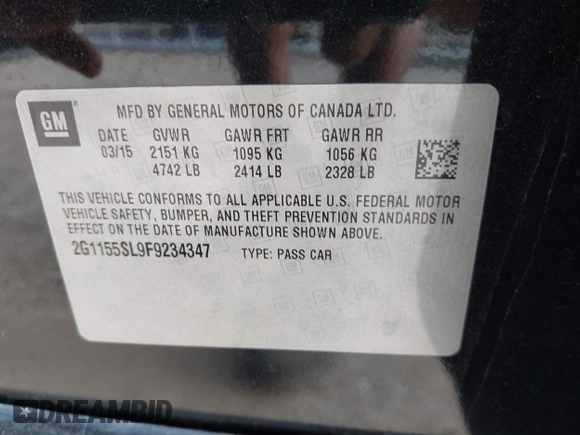 GM
MFD BY GENERAL MOTORS OF CANADA LTD.
DATE GVWR GAWR FRT GAWR RR
03/15 2151 KG 1095 KG 1056 KG
4742 LB 2414 LB 2328 LB
THIS VEHICLE CONFORMS TO ALL APPLICABLE U.S. FEDERAL MOTOR
VEHICLE SAFETY, BUMPER, AND THEFT PREVENTION STANDARDS IN
EFFECT ON THE DATE OF MANUFACTURE SHOWN ABOVE.
2G1155SL9F9234347 TYPE: PASS CAR
DREAMBID